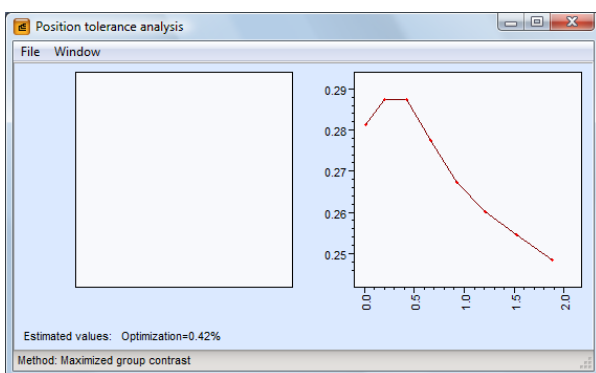 Position tolerance analysis
File Window
0.29
0.28
0.27
0.26
0.25
0.0 0.5 1.0 1.5 2.0
Estimated values: Optimization=0.42%
Method: Maximized group contrast